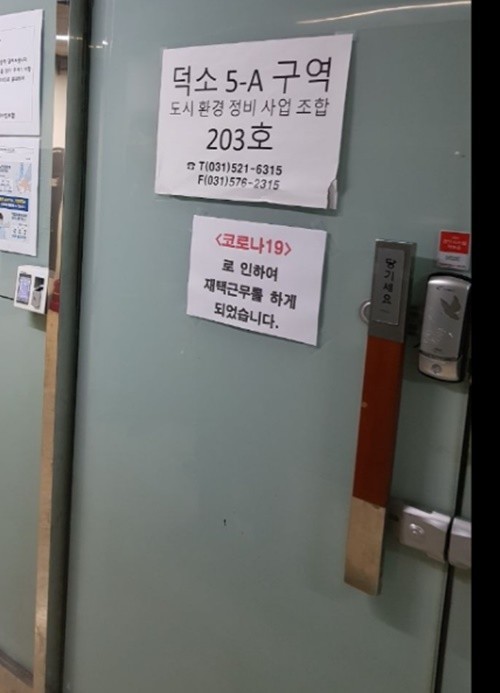 덕소 5-A 구역
도시 환경 정비 사업 조합
203호
☎ T(031)521-6315
F(031)576-2315
<코로나19>
로 인하여
재택근무를 하게
되었습니다.
당기세요